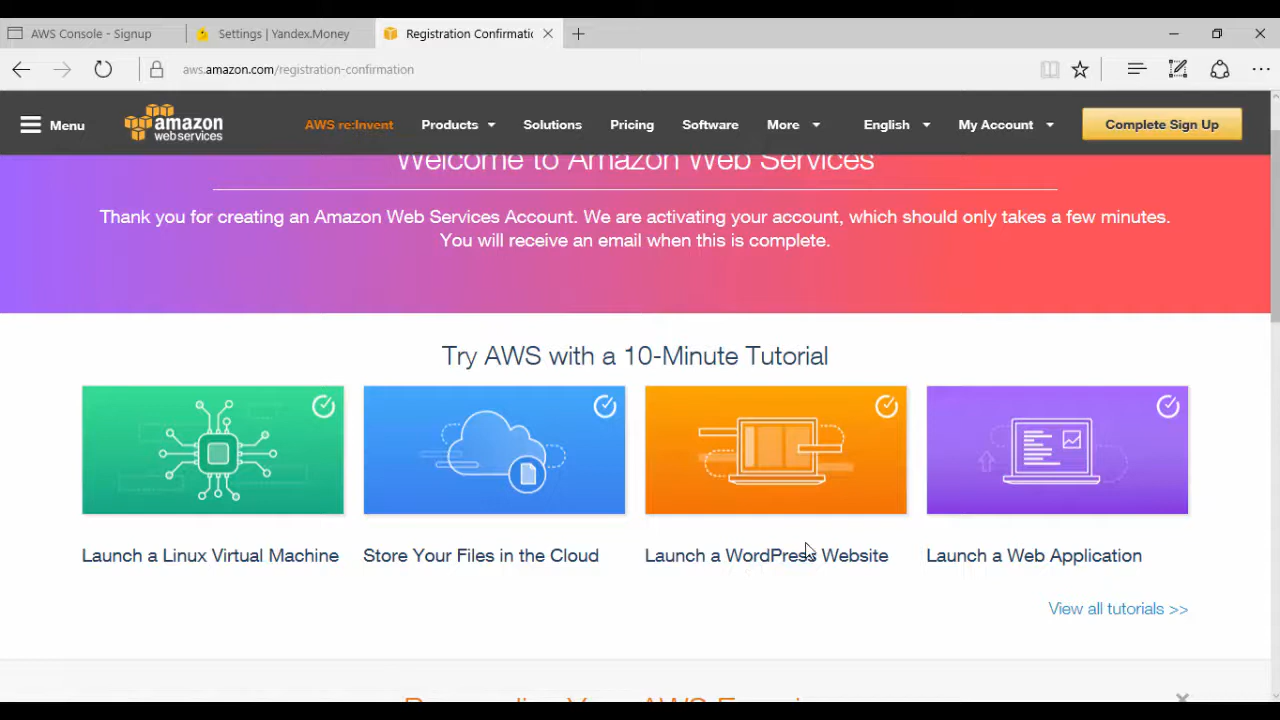 AWS Console - Signup
Settings | Yandex.Money
Registration Confirmatic
aws.amazon.com/registration-confirmation
Menu
amazon
webservices
AWS re:Invent
Products
Solutions
Pricing
Software
More
English
My Account
Complete Sign Up
Welcome to Amazon Web Services
Thank you for creating an Amazon Web Services Account. We are activating your account, which should only takes a few minutes.
You will receive an email when this is complete.
Try AWS with a 10-Minute Tutorial
Launch a Linux Virtual Machine
Store Your Files in the Cloud
Launch a WordPress Website
Launch a Web Application
View all tutorials >>